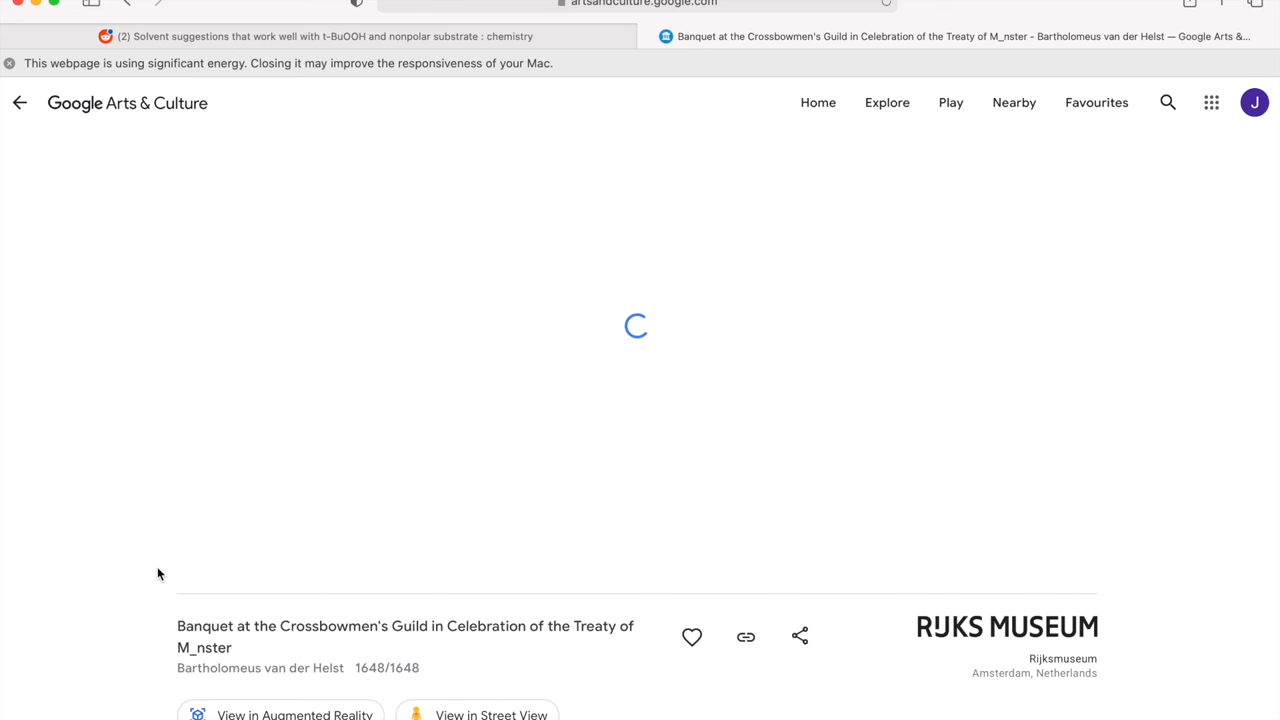 artsandculture.google.com
(2) Solvent suggestions that work well with t-BuOOH and nonpolar substrate : chemistry
Banquet at the Crossbowmen's Guild in Celebration of the Treaty of M_nster - Bartholomeus van der Helst — Google Arts &...
This webpage is using significant energy. Closing it may improve the responsiveness of your Mac.
Google Arts & Culture
Home
Explore
Play
Nearby
Favourites
J
Banquet at the Crossbowmen's Guild in Celebration of the Treaty of
M_nster
Bartholomeus van der Helst 1648/1648
RIJKS MUSEUM
Rijksmuseum
Amsterdam, Netherlands
View in Augmented Reality
View in Street View